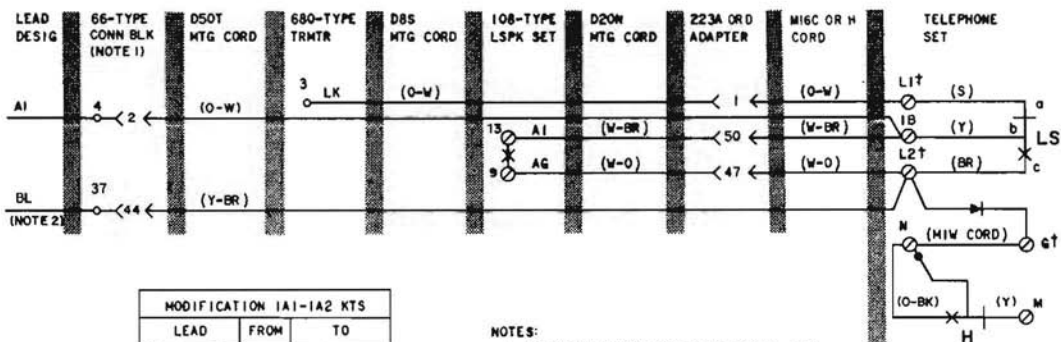 LEAD DESIG 66-TYPE CONN BLK (NOTE 1) D50T MTG CORD 680-TYPE TRMTR D8S MTG CORD 108-TYPE LSPK SET D20N MTG CORD 223A ORD ADAPTER M16C OR H CORD TELEPHONE SET
3 LK (O-W) 1 (O-W) L1† (S) a
A1 4 2 (O-W) 1B (Y) b LS
13 A1 (W-BR) 50 (W-BR)
9 AG (W-O) 47 (W-O) L2† (BR) c
BL (NOTE 2) 37 44 (Y-BR)
N (M1W CORD) G†
(O-BK) (Y) M
H
MODIFICATION 1A1-1A2 KTS
LEAD FROM TO
NOTES: